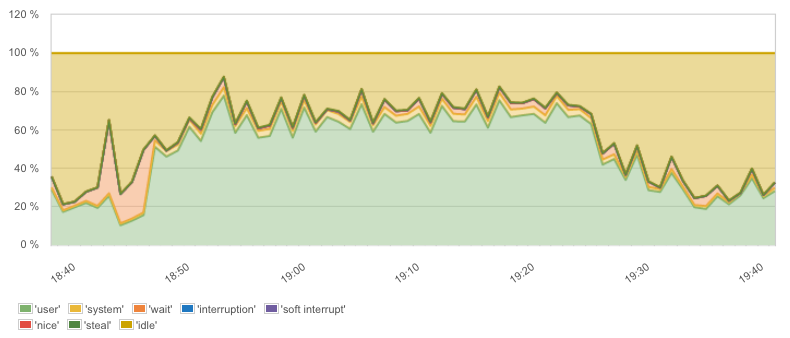 120 %
100 %
80 %
60 %
40 %
20 %
0 %
18:40 18:50 19:00 19:10 19:20 19:30 19:40
'user' 'system' 'wait' 'interruption' 'soft interrupt'
'nice' 'steal' 'idle'